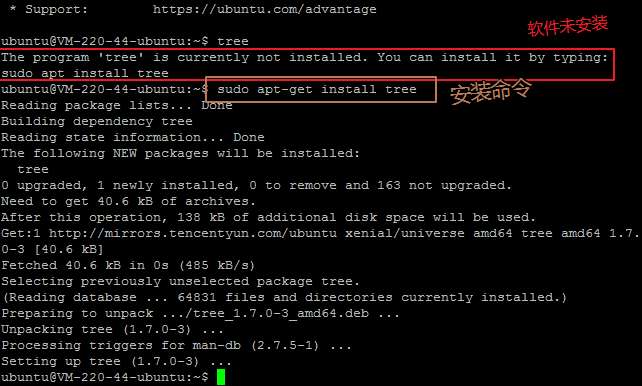 * Support:        https://ubuntu.com/advantage
软件未安装
ubuntu@VM-220-44-ubuntu:~$ tree
The program 'tree' is currently not installed. You can install it by typing:
sudo apt install tree
ubuntu@VM-220-44-ubuntu:~$ sudo apt-get install tree
安装命令
Reading package lists... Done
Building dependency tree
Reading state information... Done
The following NEW packages will be installed:
  tree
0 upgraded, 1 newly installed, 0 to remove and 163 not upgraded.
Need to get 40.6 kB of archives.
After this operation, 138 kB of additional disk space will be used.
Get:1 http://mirrors.tencentyun.com/ubuntu xenial/universe amd64 tree amd64 1.7.
0-3 [40.6 kB]
Fetched 40.6 kB in 0s (485 kB/s)
Selecting previously unselected package tree.
(Reading database ... 64831 files and directories currently installed.)
Preparing to unpack .../tree_1.7.0-3_amd64.deb ...
Unpacking tree (1.7.0-3) ...
Processing triggers for man-db (2.7.5-1) ...
Setting up tree (1.7.0-3) ...
ubuntu@VM-220-44-ubuntu:~$